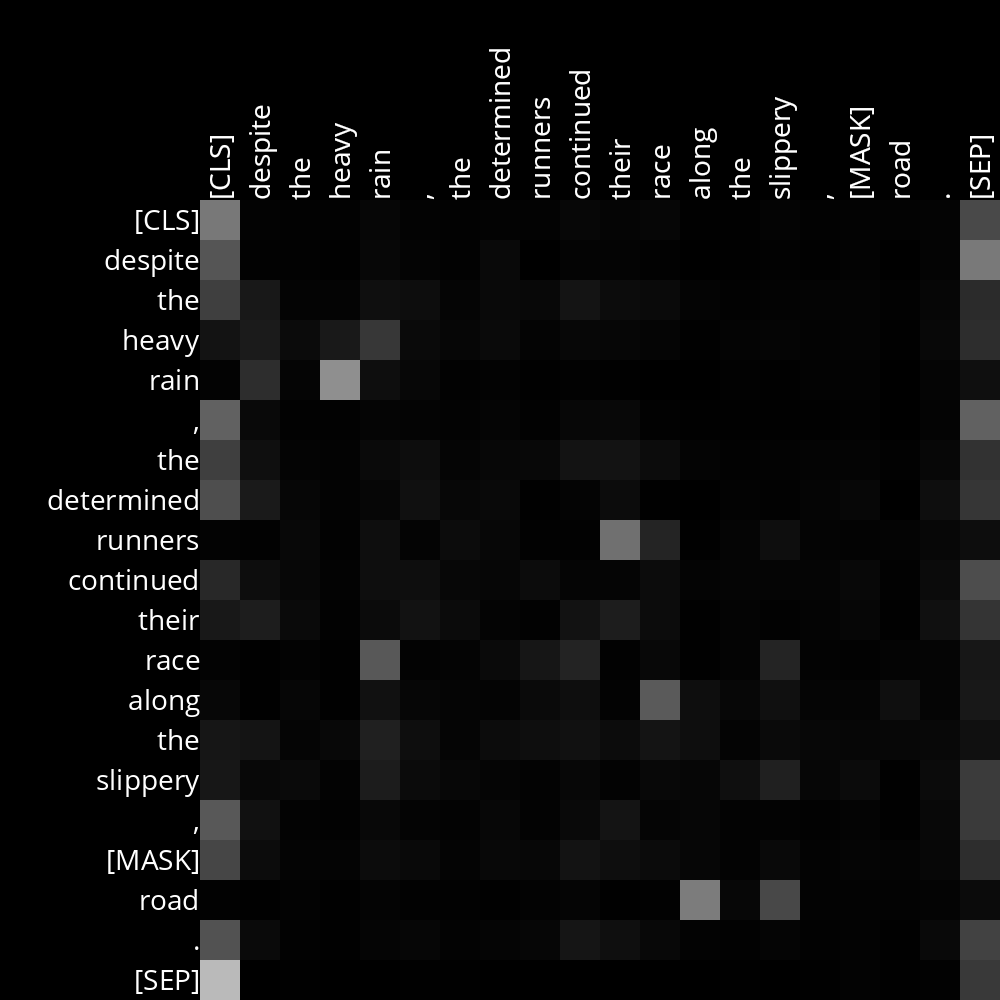 [CLS] despite the heavy rain , the determined runners continued their race along the slippery , [MASK] road . [SEP]
[CLS]
despite
the
heavy
rain
,
the
determined
runners
continued
their
race
along
the
slippery
,
[MASK]
road
.
[SEP]